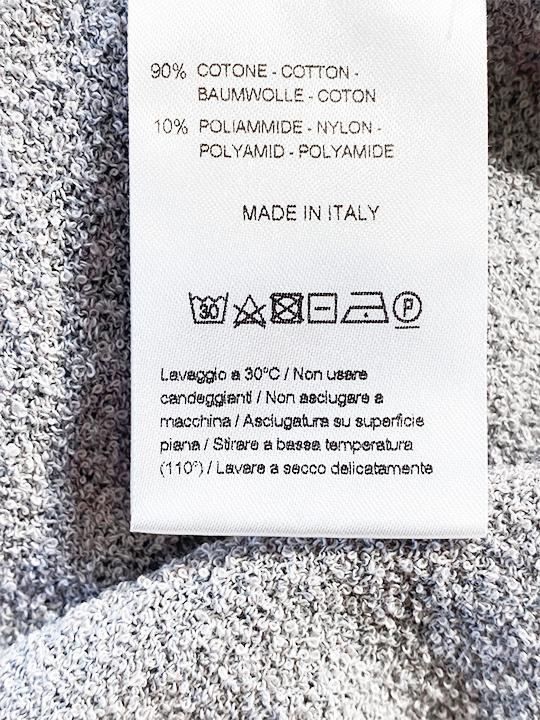 90% COTONE - COTTON -
BAUMWOLLE - COTON
10% POLIAMMIDE - NYLON -
POLYAMID - POLYAMIDE
MADE IN ITALY
30 P
Lavaggio a 30°C / Non usare
candeggianti / Non asciugare a
macchina / Asciugatura su superficie
piana / Stirare a bassa temperatura
(110°) / Lavare a secco delicatamente